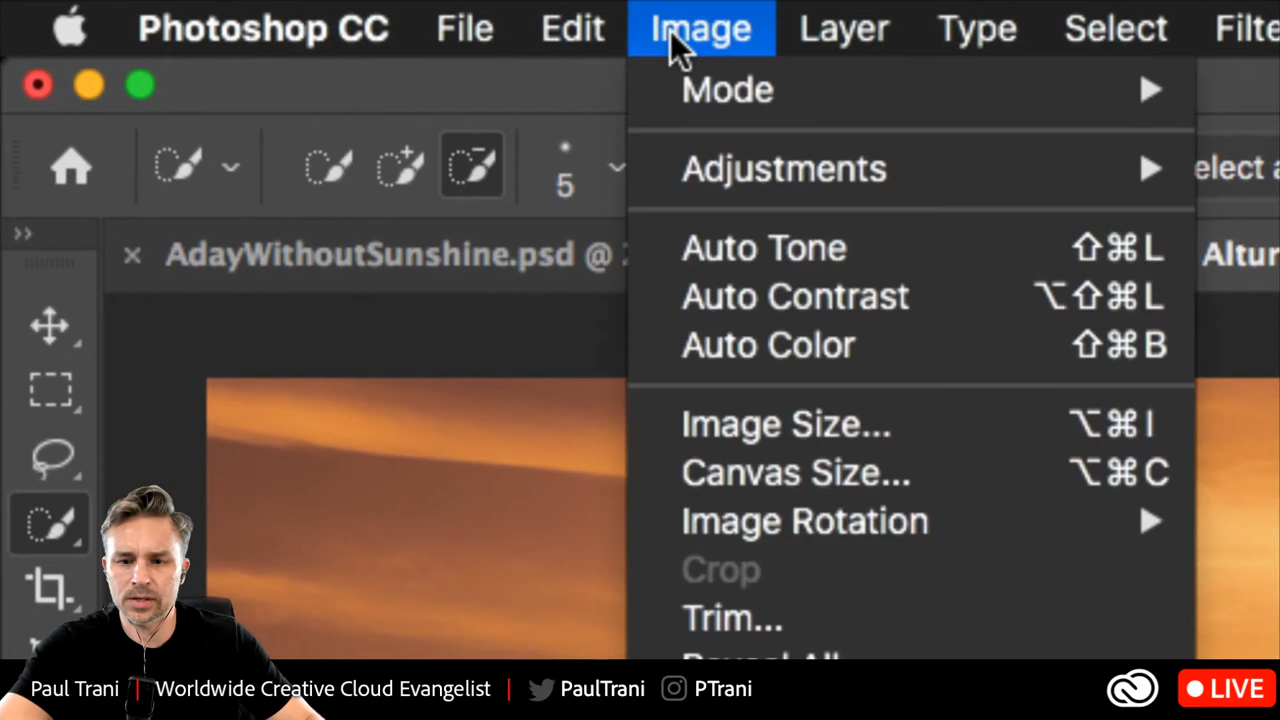 Photoshop CC File Edit Image Layer Type Select Filte
Mode
Adjustments
5
elect a
AdayWithoutSunshine.psd @
Altur
Auto Tone ⇧⌘L
Auto Contrast ⌥⇧⌘L
Auto Color ⇧⌘B
Image Size... ⌥⌘I
Canvas Size... ⌥⌘C
Image Rotation
Crop
Trim...
Paul Trani | Worldwide Creative Cloud Evangelist | PaulTrani PTrani
LIVE